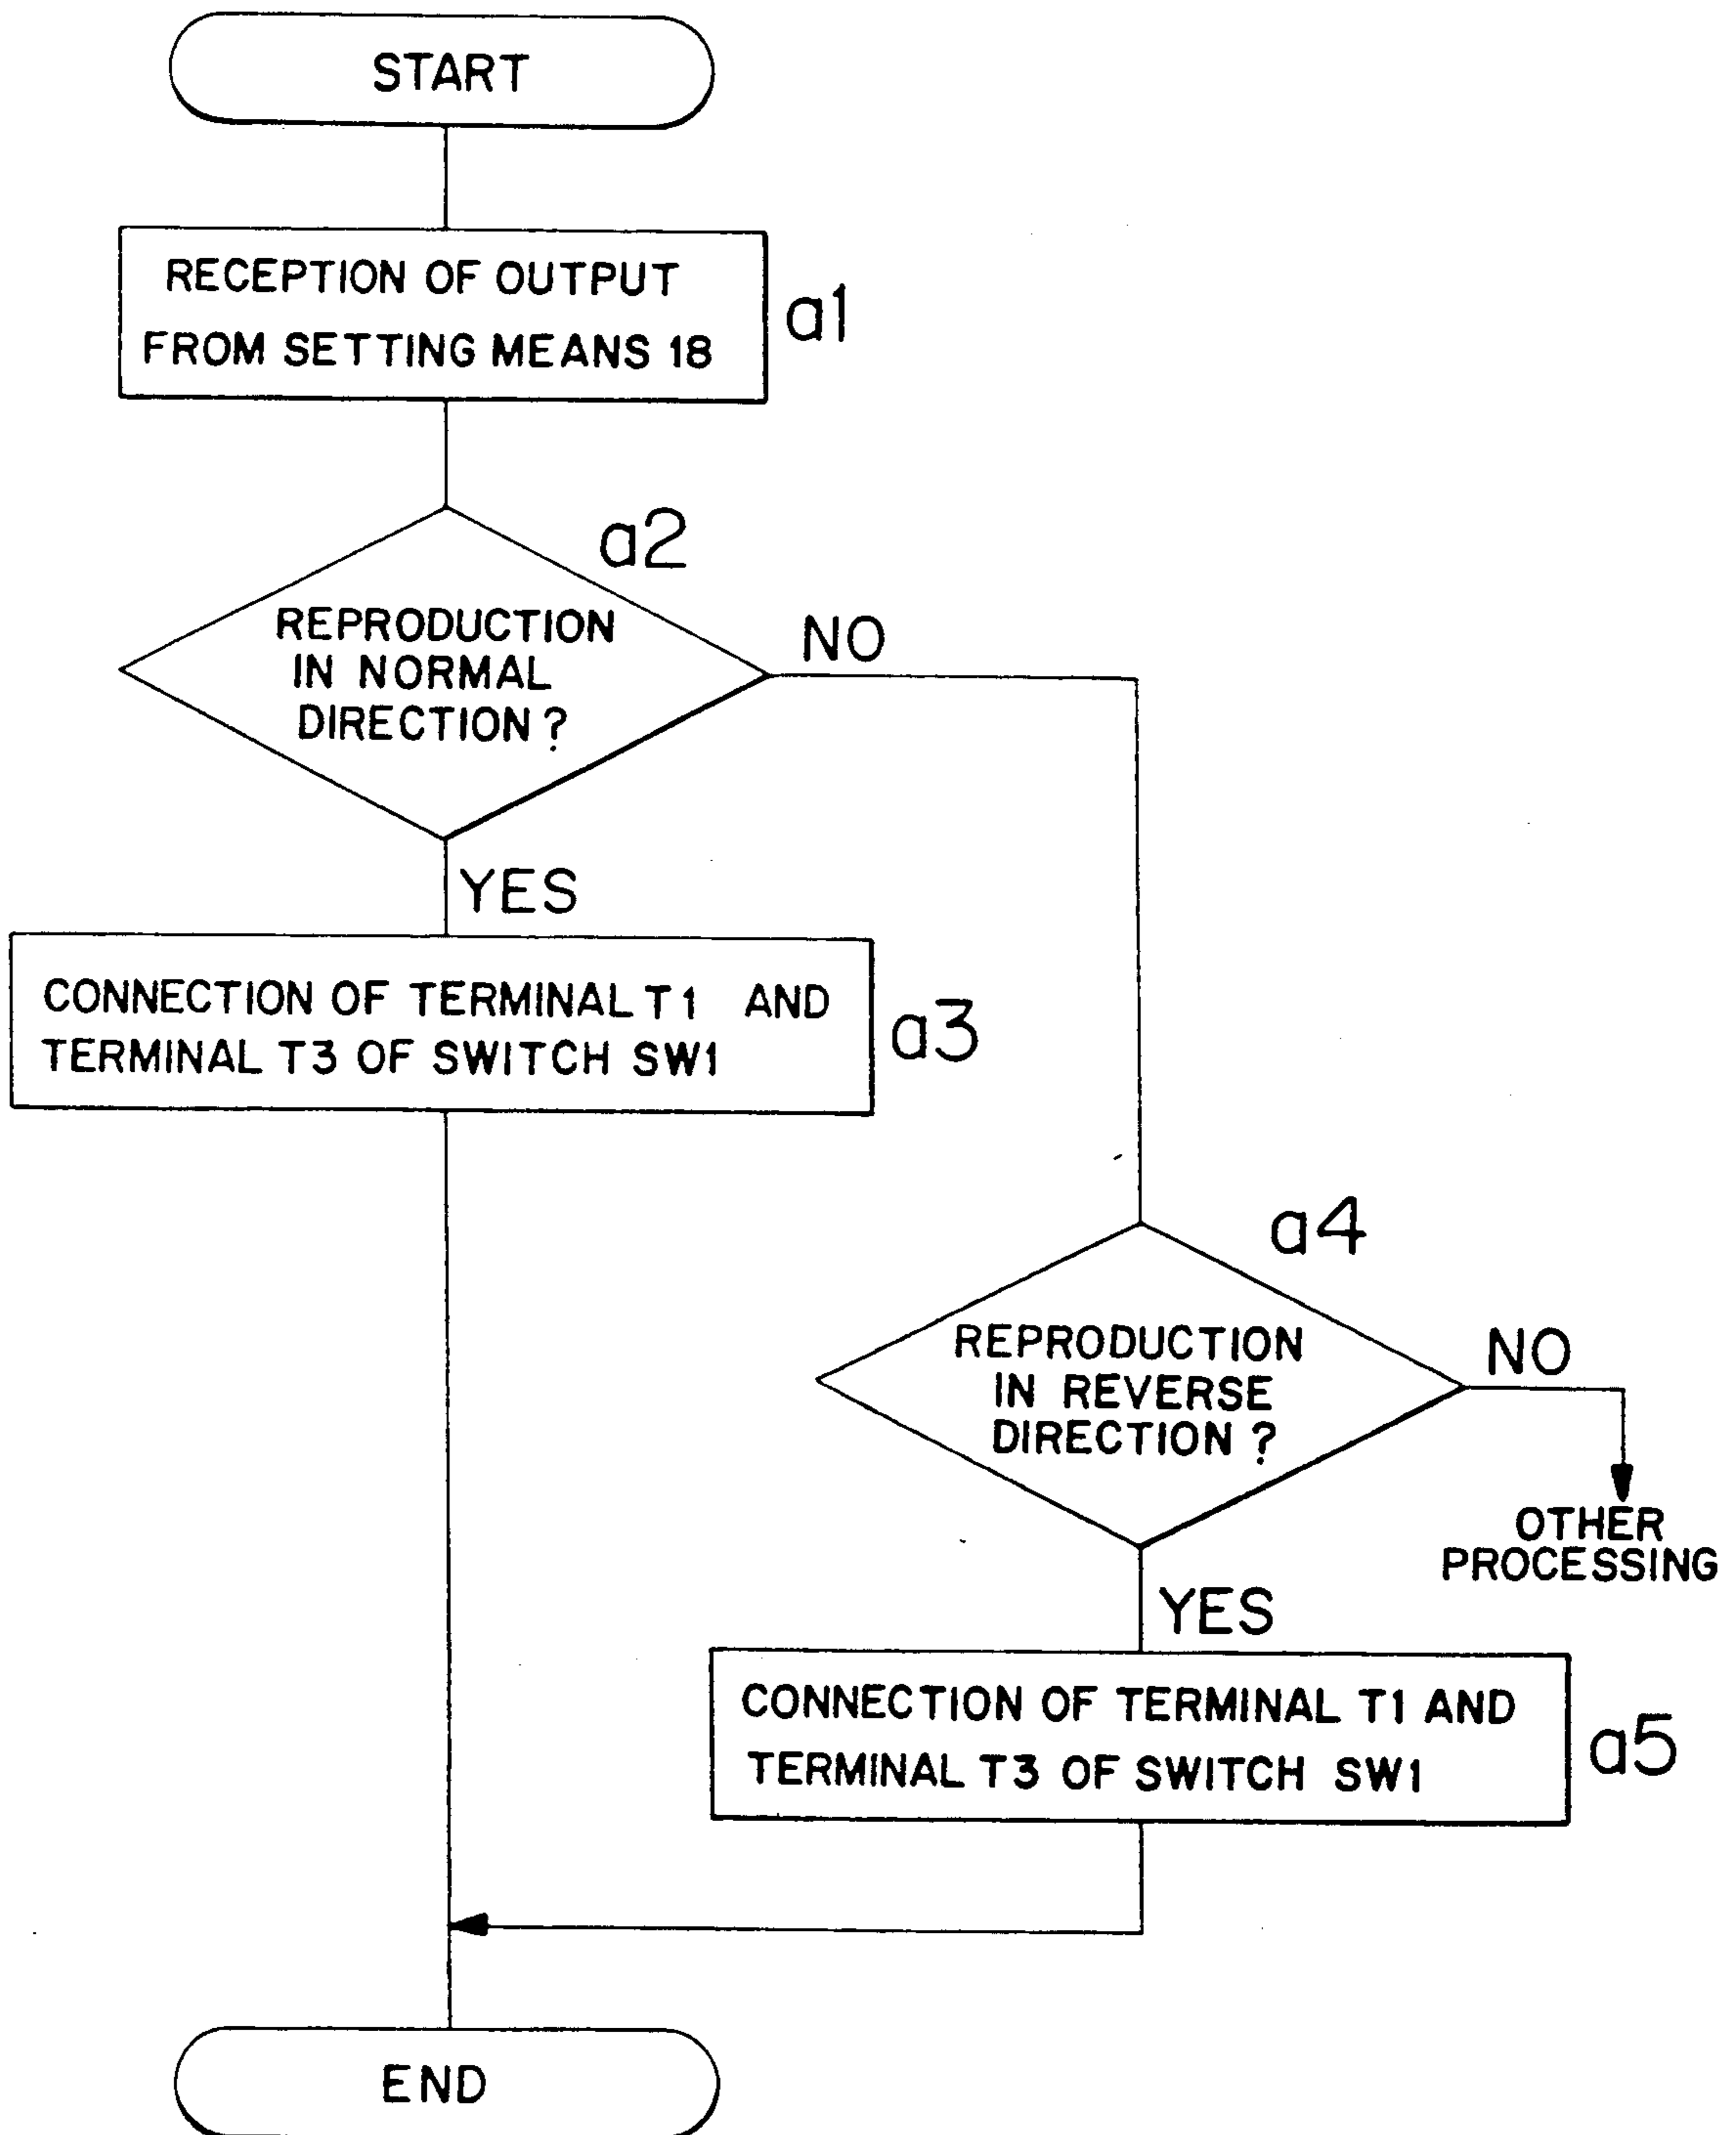 START
RECEPTION OF OUTPUT
FROM SETTING MEANS 18
a1
a2
REPRODUCTION
IN NORMAL
DIRECTION?
NO
YES
CONNECTION OF TERMINAL T1 AND
TERMINAL T3 OF SWITCH SW1
a3
a4
REPRODUCTION
IN REVERSE
DIRECTION?
NO
OTHER
PROCESSING
YES
CONNECTION OF TERMINAL T1 AND
TERMINAL T3 OF SWITCH SW1
a5
END